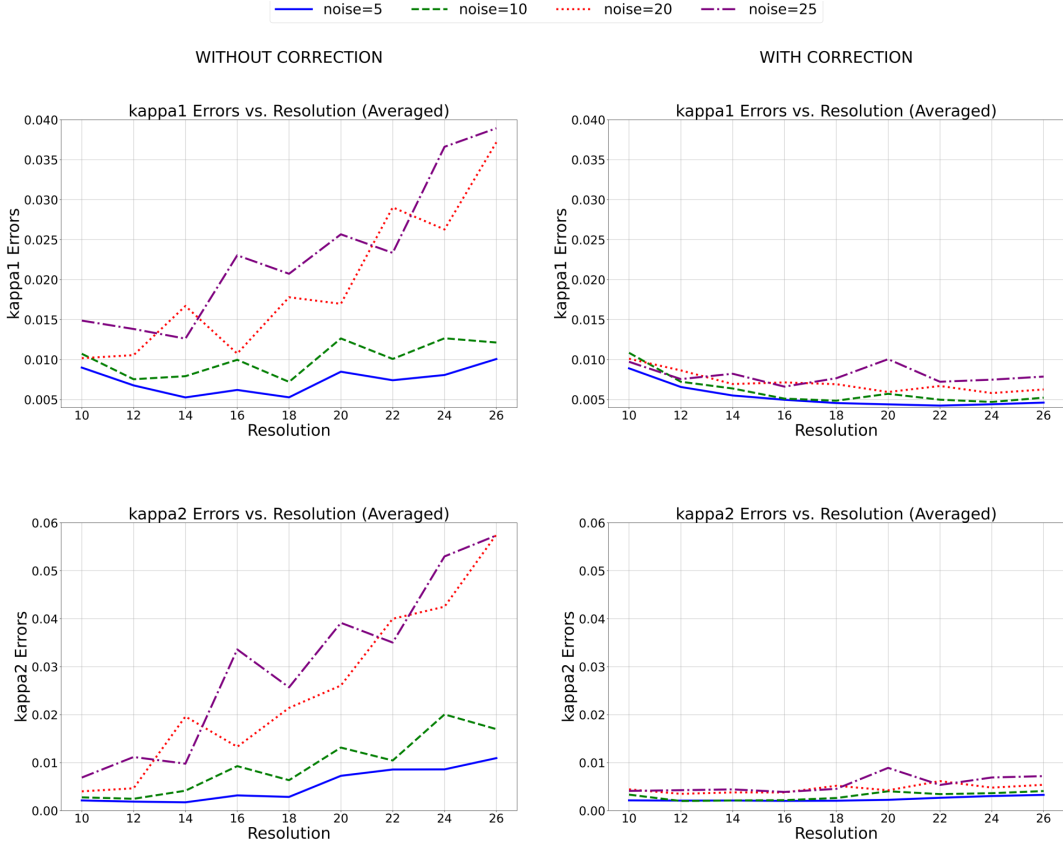 noise=5 noise=10 noise=20 noise=25
WITHOUT CORRECTION
WITH CORRECTION
kappa1 Errors vs. Resolution (Averaged)
kappa1 Errors
0.040
0.035
0.030
0.025
0.020
0.015
0.010
0.005
10 12 14 16 18 20 22 24 26
Resolution
kappa1 Errors vs. Resolution (Averaged)
kappa1 Errors
0.040
0.035
0.030
0.025
0.020
0.015
0.010
0.005
10 12 14 16 18 20 22 24 26
Resolution
kappa2 Errors vs. Resolution (Averaged)
kappa2 Errors
0.06
0.05
0.04
0.03
0.02
0.01
0.00
10 12 14 16 18 20 22 24 26
Resolution
kappa2 Errors vs. Resolution (Averaged)
kappa2 Errors
0.06
0.05
0.04
0.03
0.02
0.01
0.00
10 12 14 16 18 20 22 24 26
Resolution